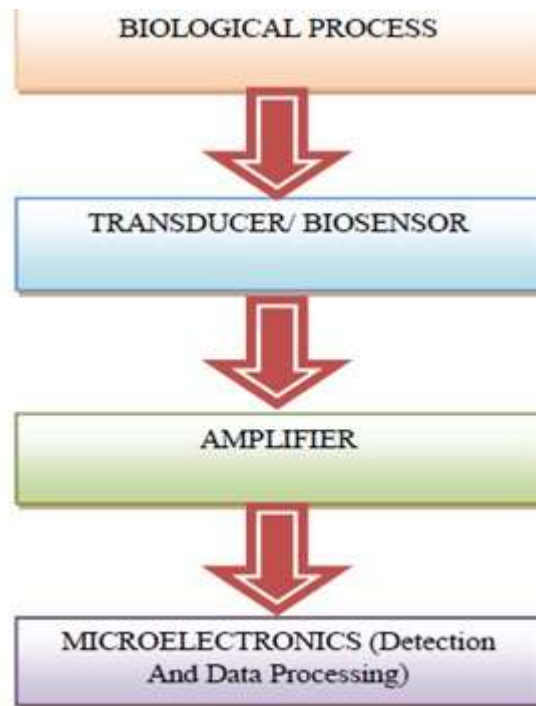 BIOLOGICAL PROCESS
TRANSDUCER/ BIOSENSOR
AMPLIFIER
MICROELECTRONICS (Detection
And Data Processing)